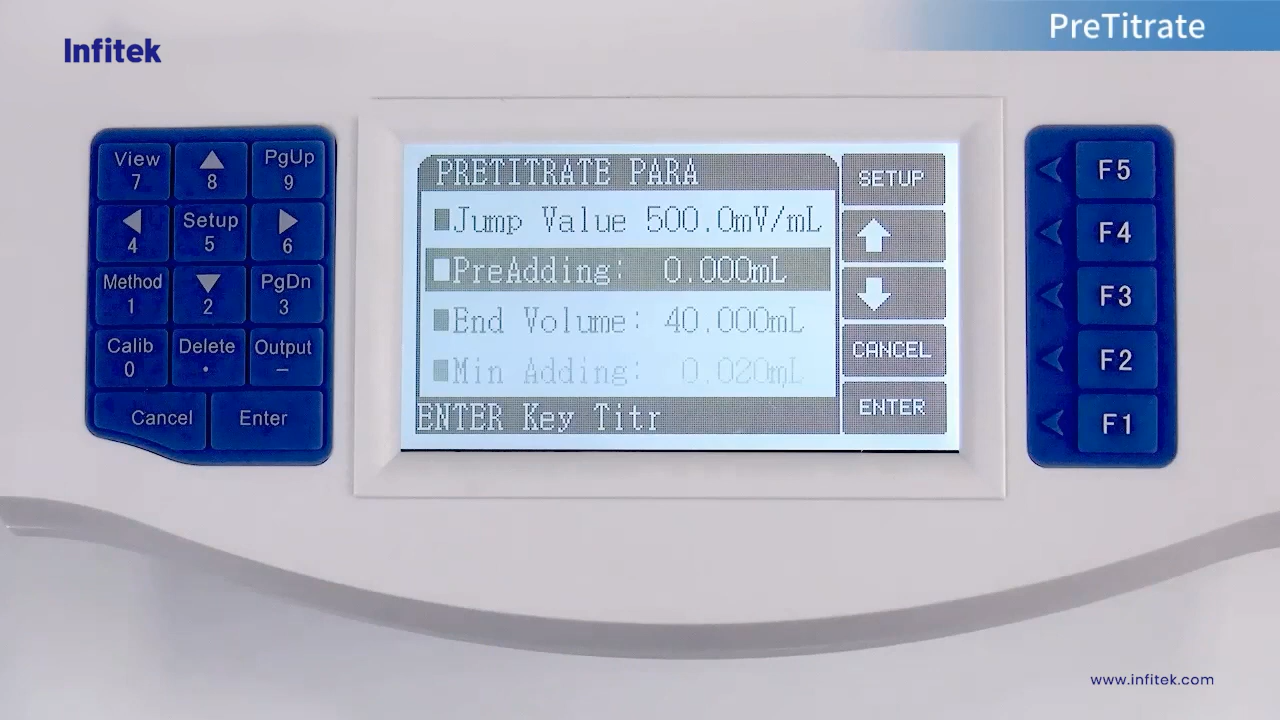 PreTitrate
Infitek
View
7
8
PgUp
9
4
Setup
5
6
Method
1
2
PgDn
3
Calib
0
Delete
.
Output
–
Cancel
Enter
PRETITRATE PARA
Jump Value 500.0mV/mL
PreAdding: 0.000mL
End Volume: 40.000mL
Min Adding: 0.020mL
ENTER Key Titr
SETUP
CANCEL
ENTER
F5
F4
F3
F2
F1
www.infitek.com